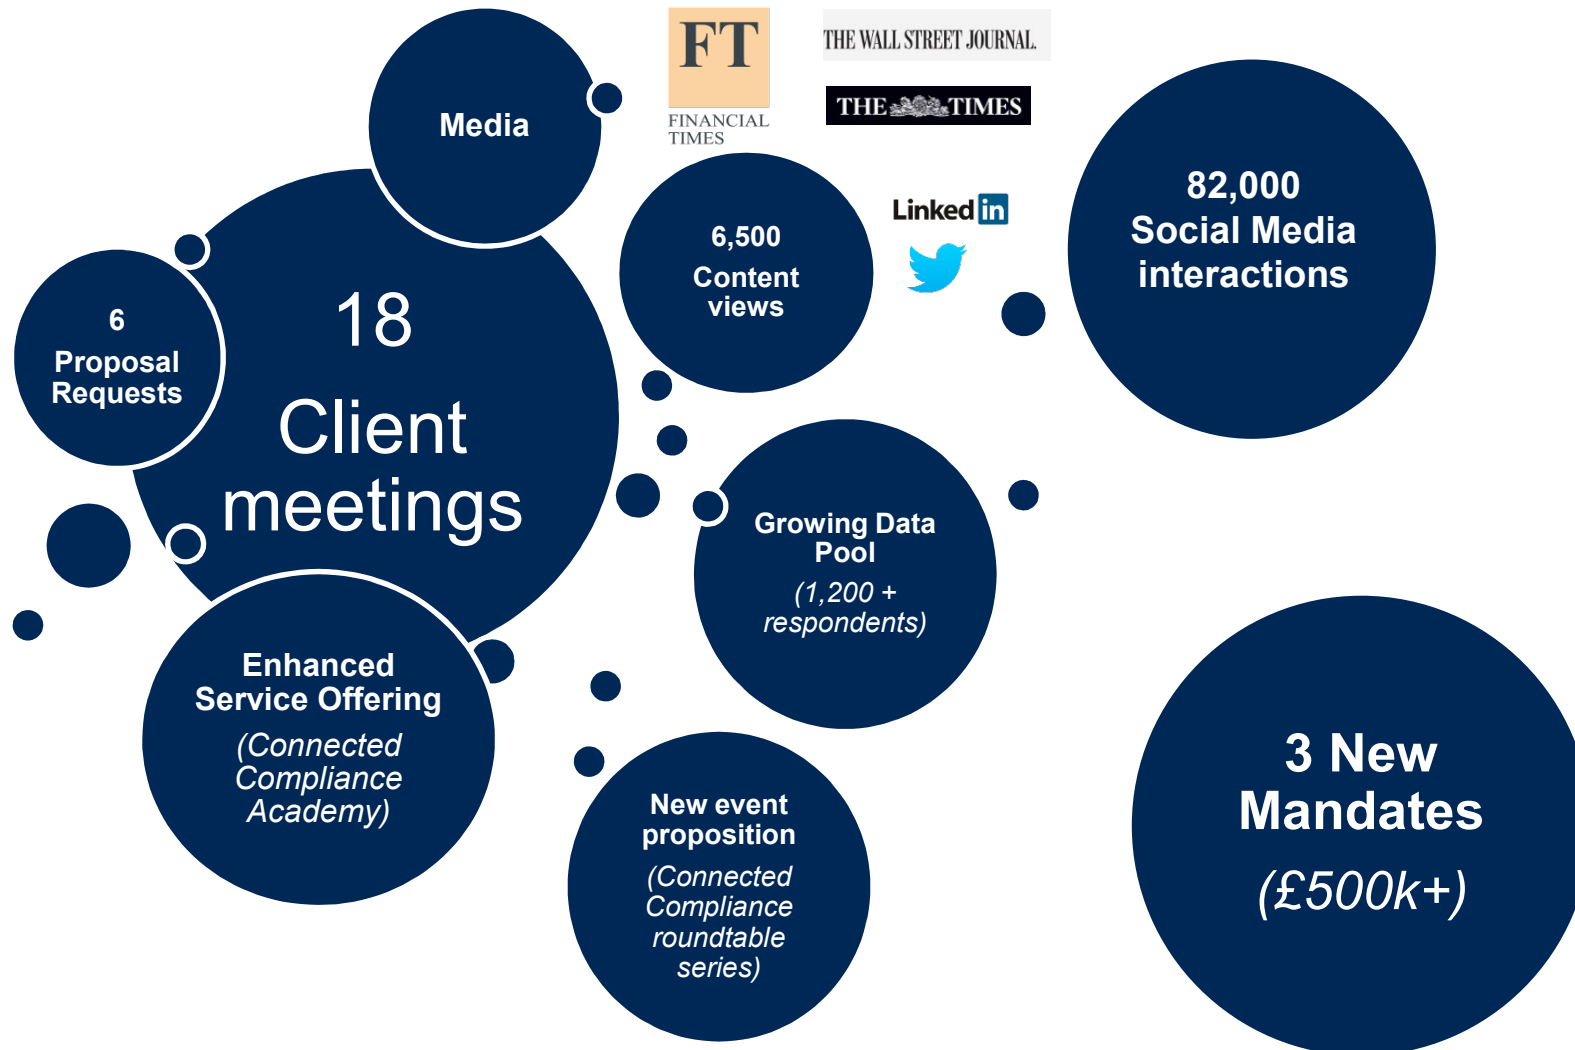 Media
FT
FINANCIAL
TIMES
THE WALL STREET JOURNAL.
THE TIMES
Linked in
6,500
Content
views
82,000
Social Media
interactions
6
Proposal
Requests
18
Client
meetings
Growing Data
Pool
(1,200 +
respondents)
Enhanced
Service Offering
(Connected
Compliance
Academy)
New event
proposition
(Connected
Compliance
roundtable
series)
3 New
Mandates
(£500k+)